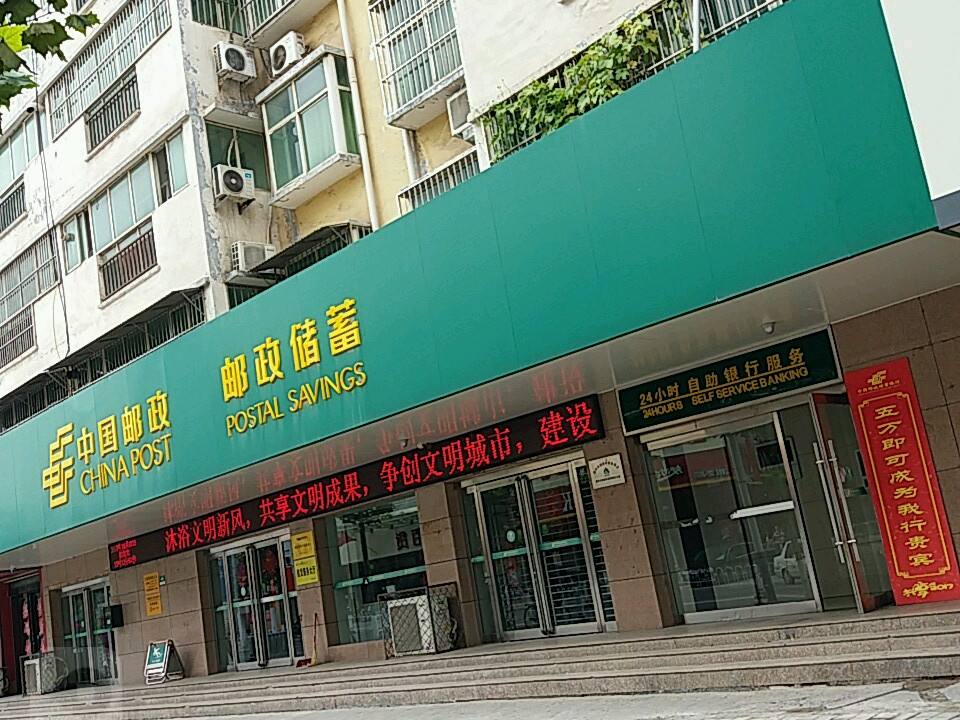 中国邮政
CHINA POST
邮政储蓄
POSTAL SAVINGS
24小时自助银行服务
24HOURS SELF SERVICE BANKING
沐浴文明新风，共享文明成果，争创文明城市，建设
五万即可成为我行贵宾